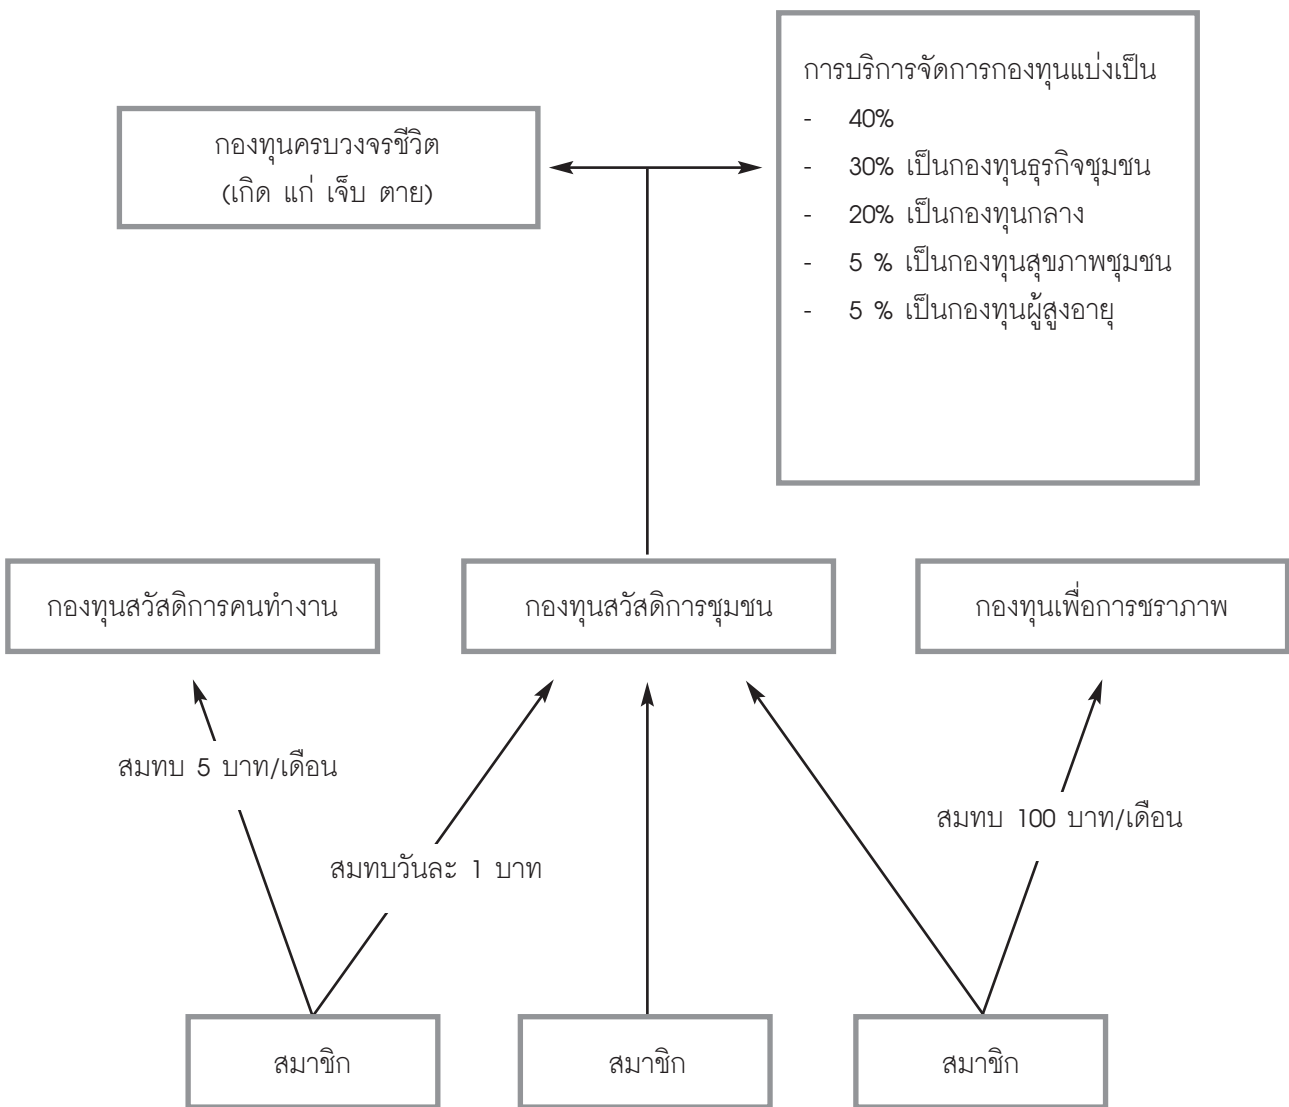 การบริการจัดการกองทุนแบ่งเป็น
- 40%
- 30% เป็นกองทุนธุรกิจชุมชน
- 20% เป็นกองทุนกลาง
- 5 % เป็นกองทุนสุขภาพชุมชน
- 5 % เป็นกองทุนผู้สูงอายุ
กองทุนครบวงจรชีวิต
(เกิด แก่ เจ็บ ตาย)
กองทุนสวัสดิการคนทำงาน
กองทุนสวัสดิการชุมชน
กองทุนเพื่อการชราภาพ
สมทบ 5 บาท/เดือน
สมทบวันละ 1 บาท
สมทบ 100 บาท/เดือน
สมาชิก
สมาชิก
สมาชิก